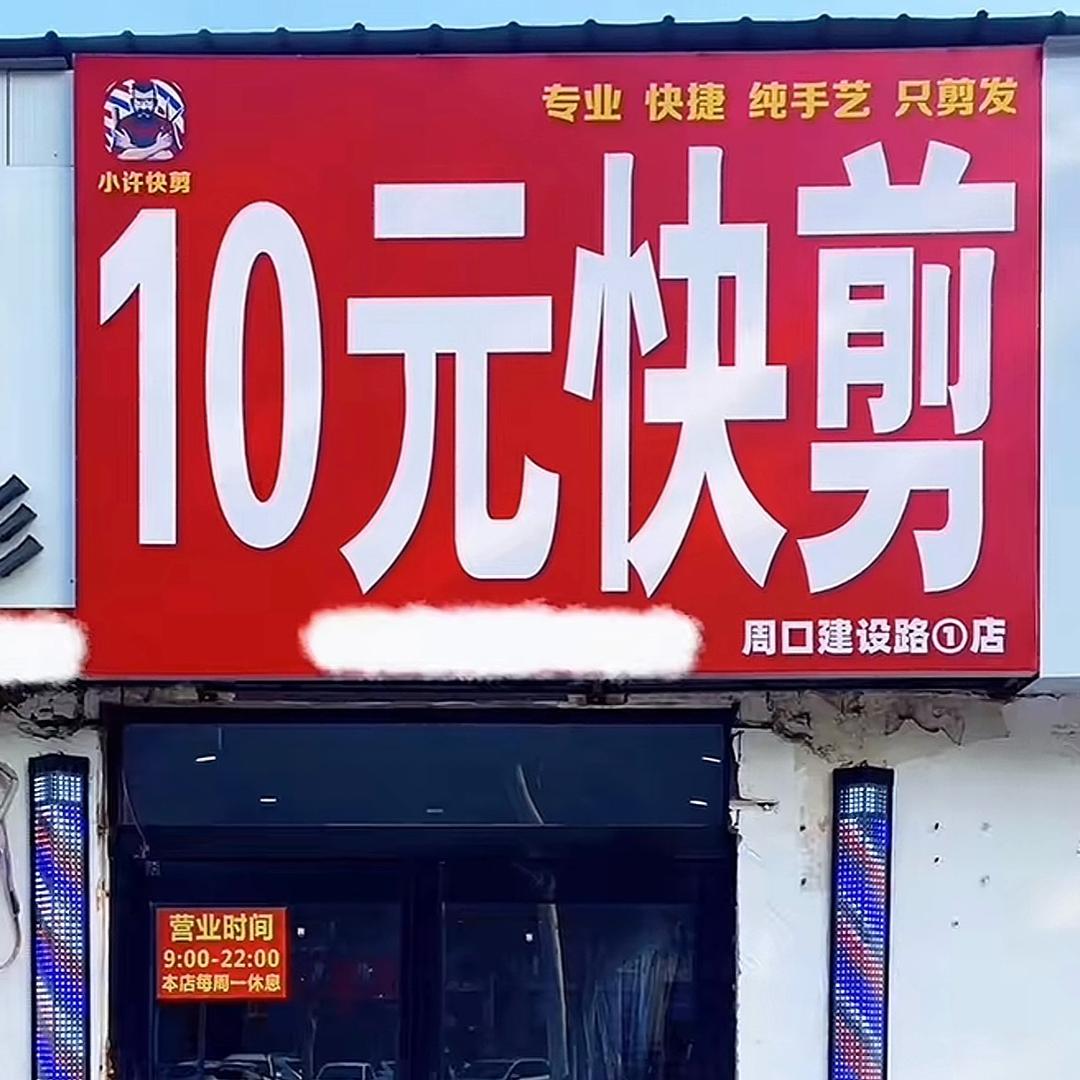 专业 快捷 纯手艺 只剪发
小许快剪
10元快剪
周口建设路①店
营业时间
9:00-22:00
本店每周一休息